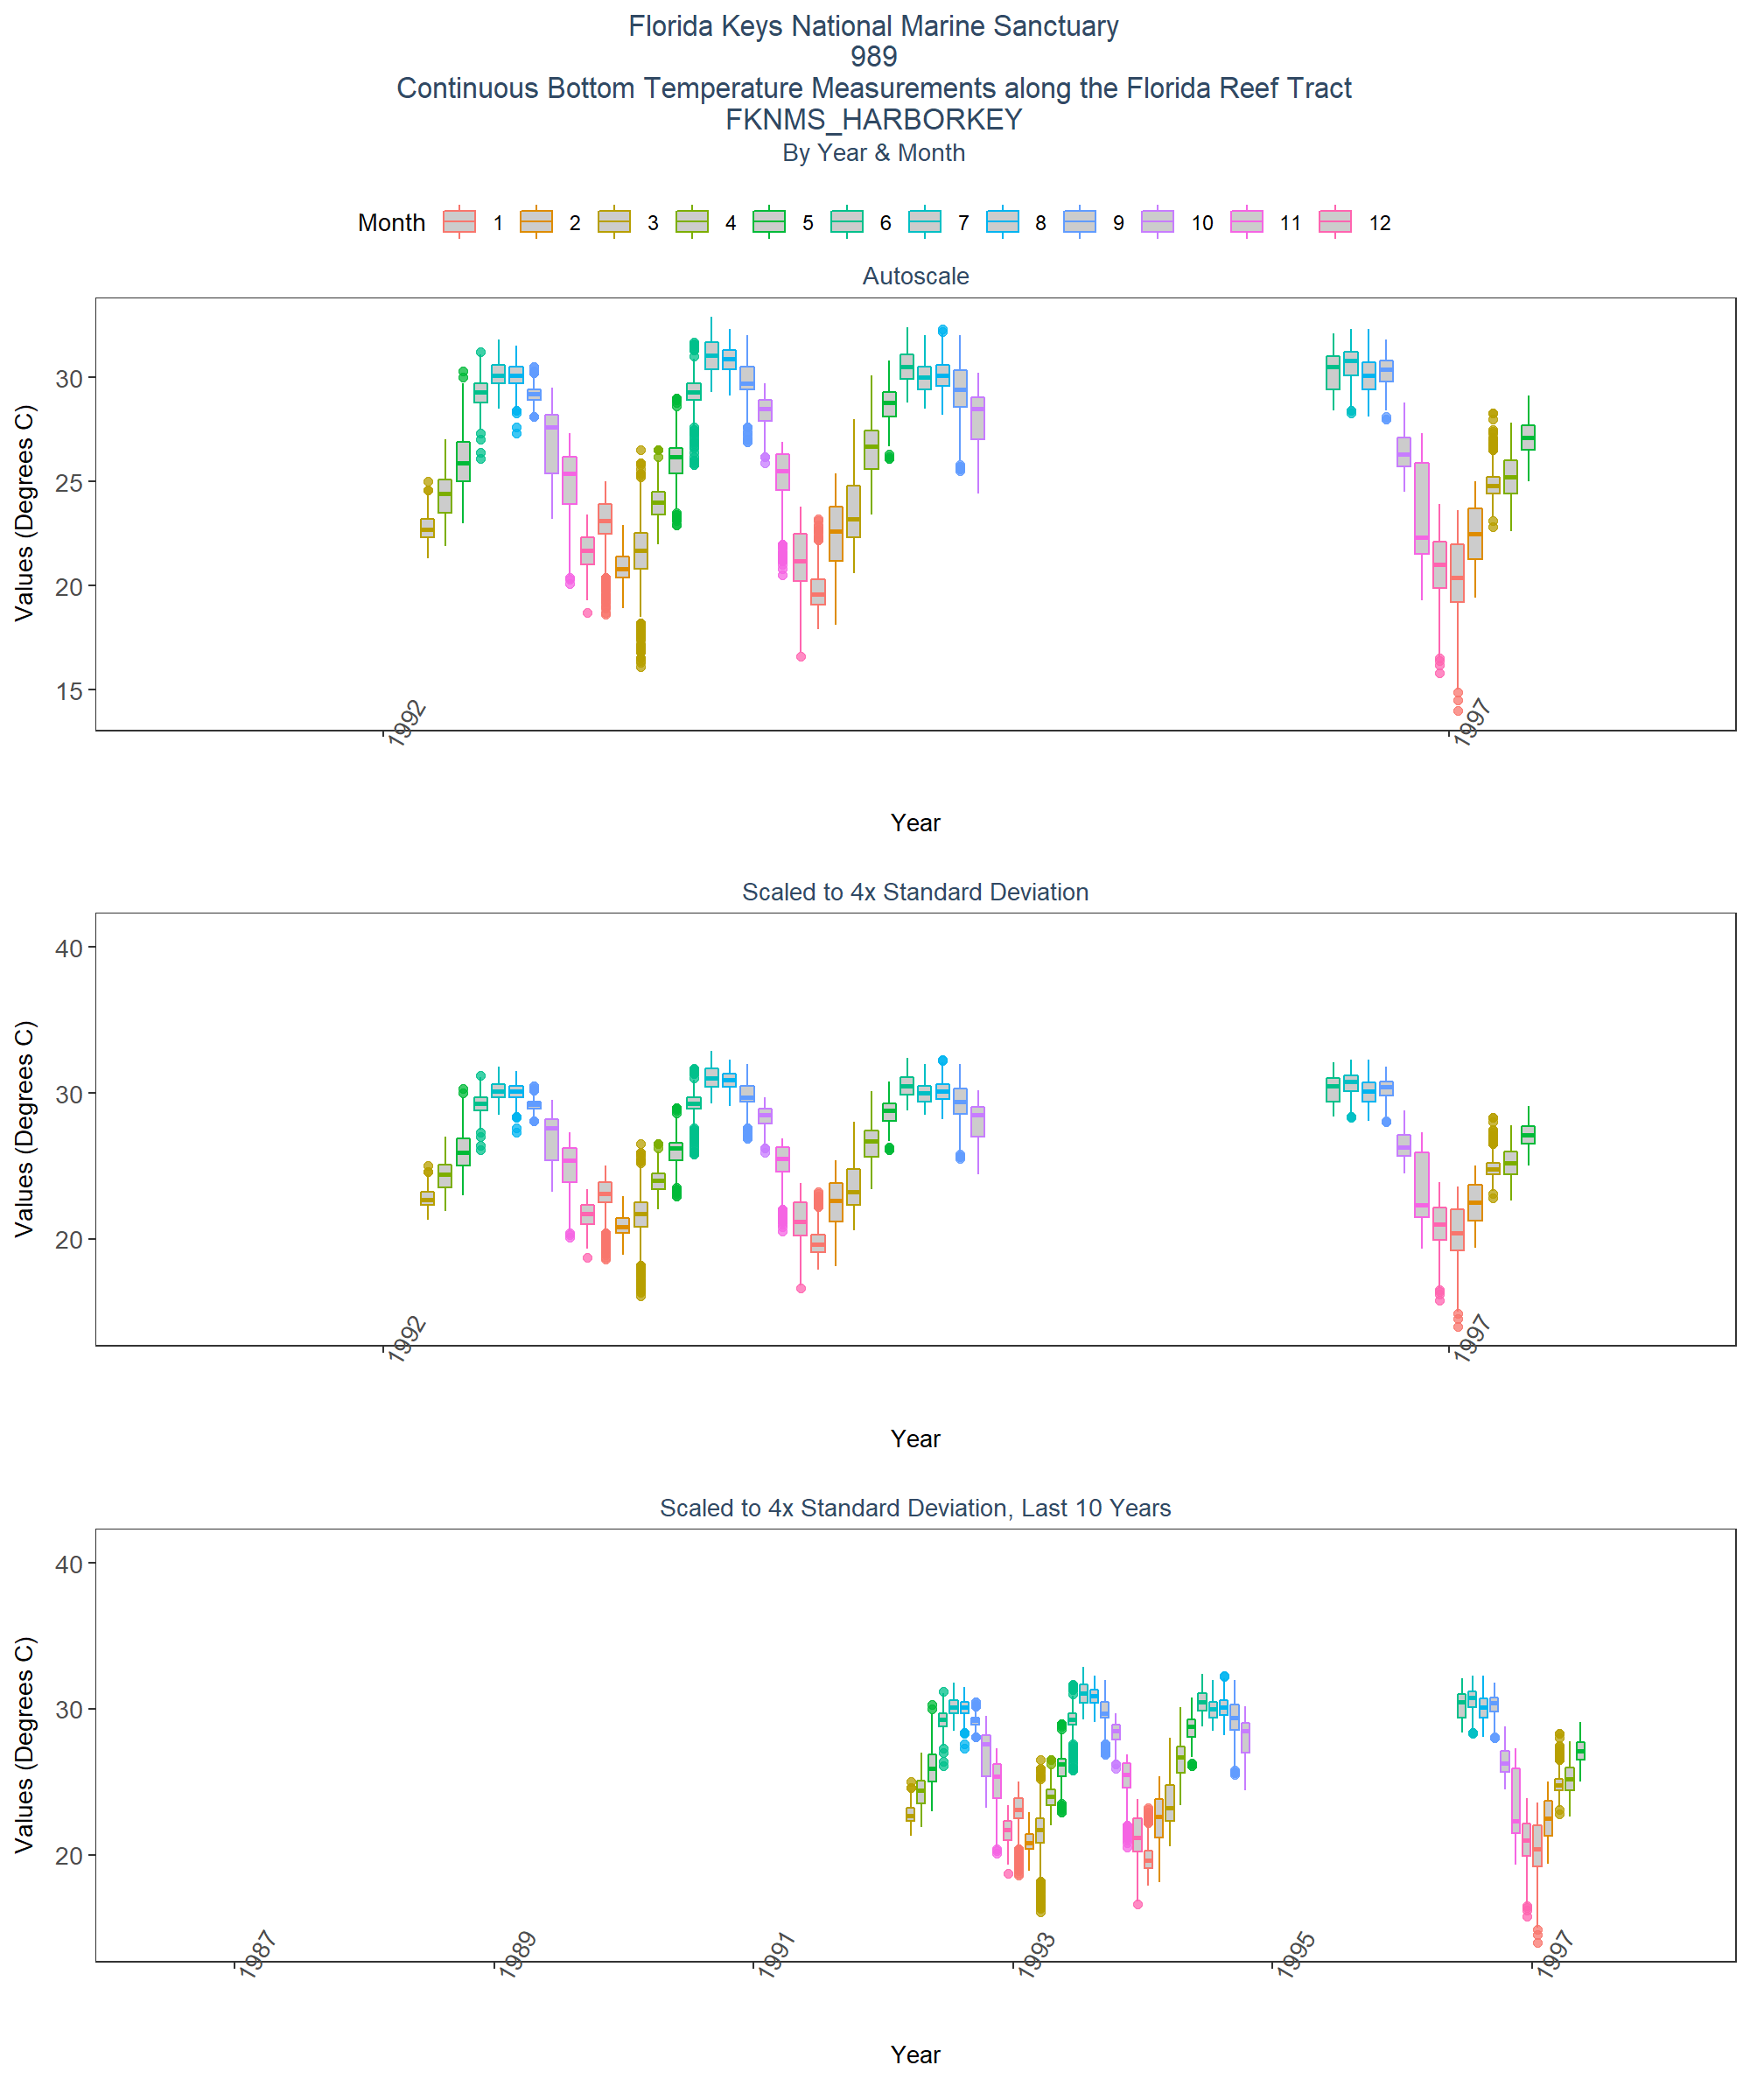 Florida Keys National Marine Sanctuary
989
Continuous Bottom Temperature Measurements along the Florida Reef Tract
FKNMS_HARBORKEY
By Year & Month
Month 1 2 3 4 5 6 7 8 9 10 11 12
Autoscale
Values (Degrees C)
30
25
20
15
1992 1997
Year
Scaled to 4x Standard Deviation
Values (Degrees C)
40
30
20
1992 1997
Year
Scaled to 4x Standard Deviation, Last 10 Years
Values (Degrees C)
40
30
20
1987 1989 1991 1993 1995 1997
Year